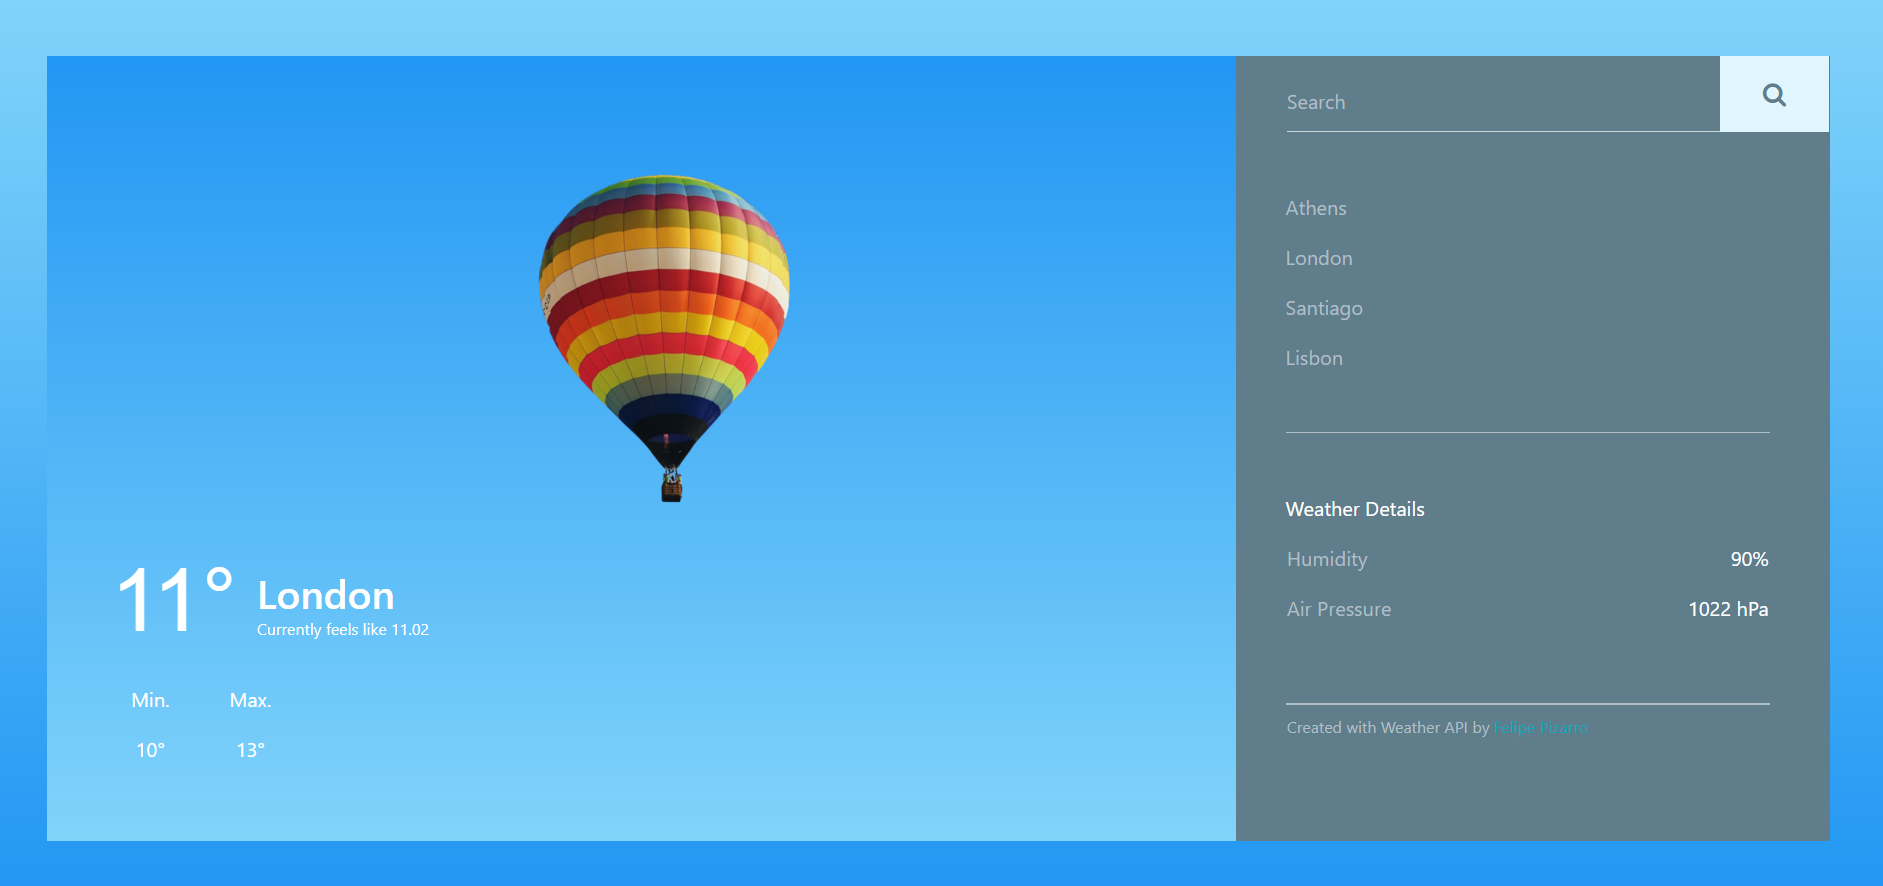 Search
Athens
London
Santiago
Lisbon
Weather Details
Humidity 90%
Air Pressure 1022 hPa
Created with Weather API by Felipe Pizarro
11° London
Currently feels like 11.02
Min. Max.
10° 13°